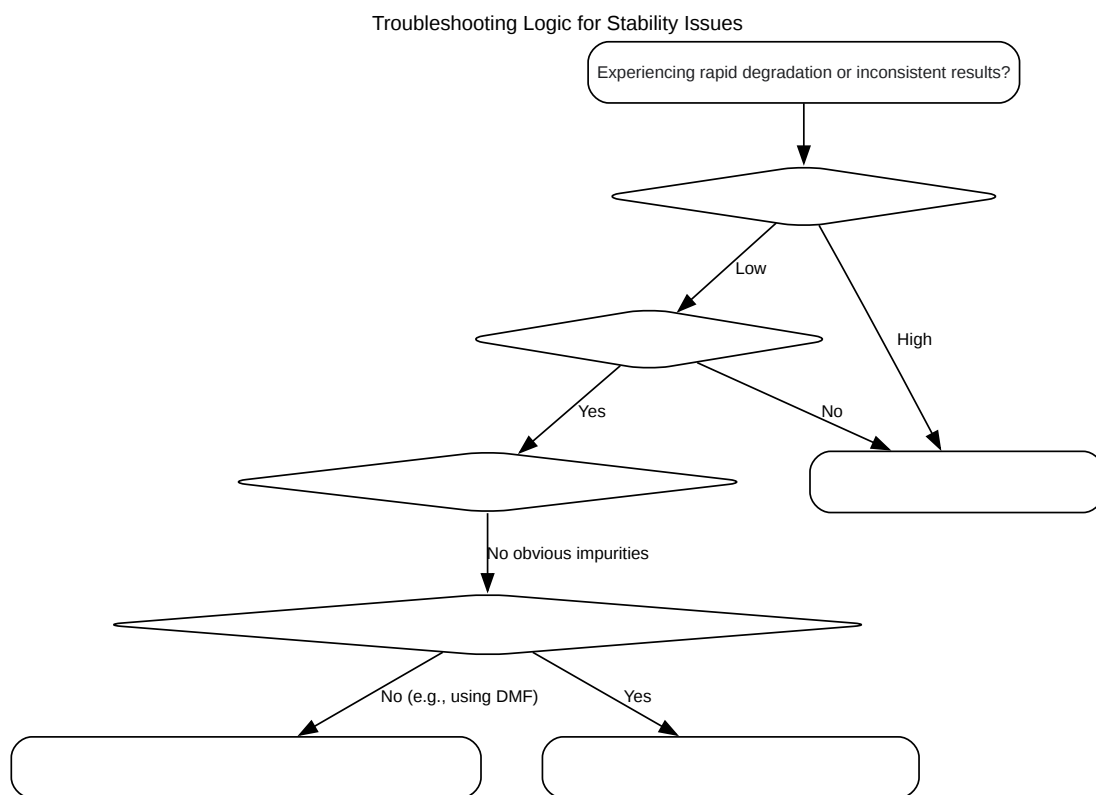 Troubleshooting Logic for Stability Issues
Experiencing rapid degradation or inconsistent results?
Low
High
Yes
No
No obvious impurities
No (e.g., using DMF)
Yes